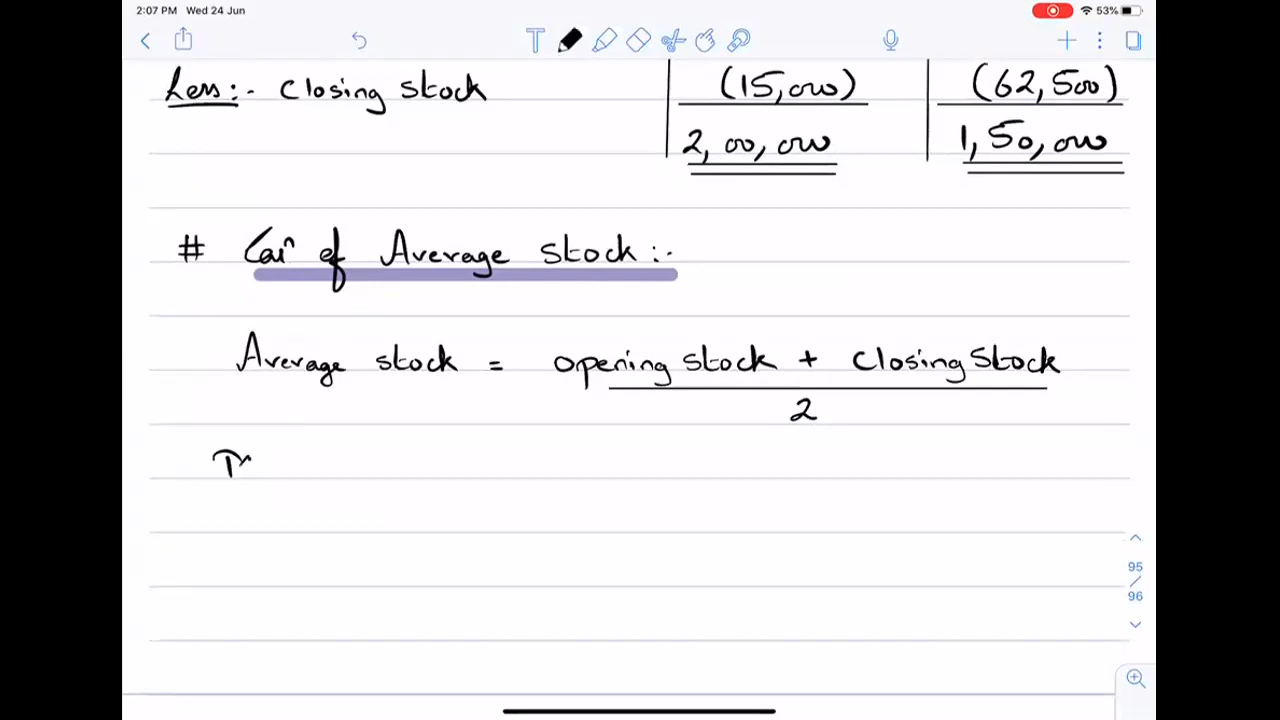 2:07 PM Wed 24 Jun 53%
T
Less:- Closing stock (15,000) (62,500)
2,00,000 1,50,000
# Calⁿ of Average stock:-
Average stock = opening stock + closing stock
2
95
96